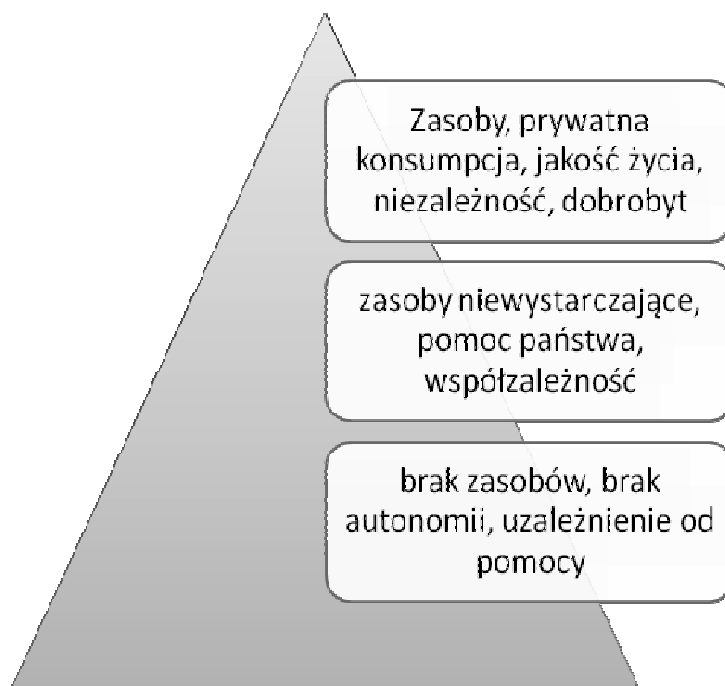 Zasoby, prywatna
konsumpcja, jakość życia,
niezależność, dobrobyt
zasoby niewystarczające,
pomoc państwa,
współzależność
brak zasobów, brak
autonomii, uzależnienie od
pomocy